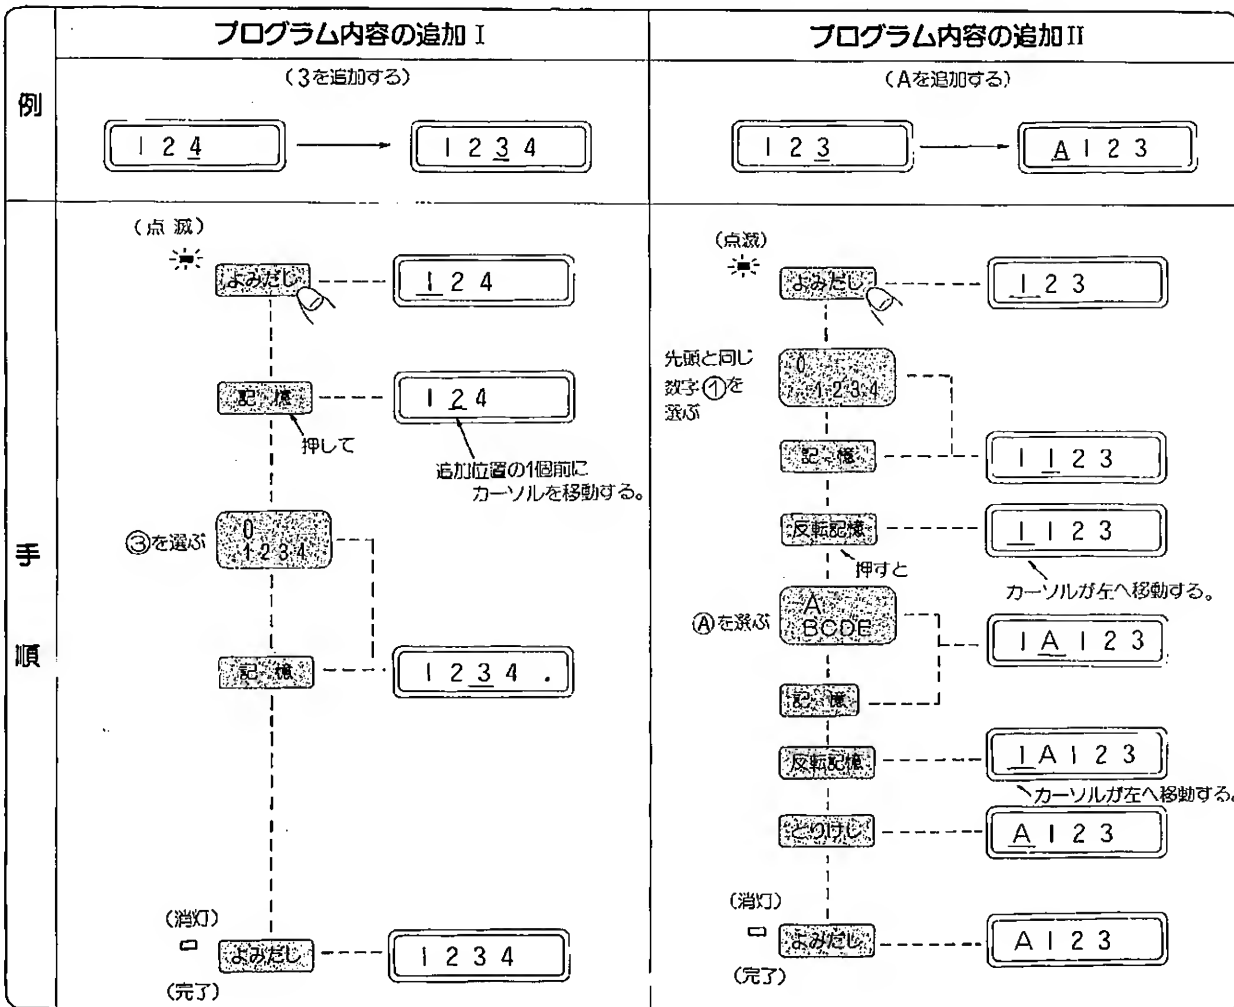 プログラム内容の追加 I
プログラム内容の追加 II
例
(3を追加する)
1 2 4
1 2 3 4
(Aを追加する)
1 2 3
A 1 2 3
手順
(点 滅)
よみだし
1 2 4
記 憶
1 2 4
押して
追加位置の1個前に
カーソルを移動する。
③を選ぶ
0
1 2 3 4
記 憶
1 2 3 4 .
(消灯)
よみだし
1 2 3 4
(完了)
(点滅)
よみだし
1 2 3
先頭と同じ
数字①を
選ぶ
0
1 2 3 4
記 憶
1 1 2 3
反転記憶
1 1 2 3
押すと
カーソルが左へ移動する。
Ⓐを選ぶ
A
BCDE
1 A 1 2 3
記 憶
反転記憶
1 A 1 2 3
カーソルが左へ移動する。
とりけし
A 1 2 3
(消灯)
よみだし
A 1 2 3
(完了)